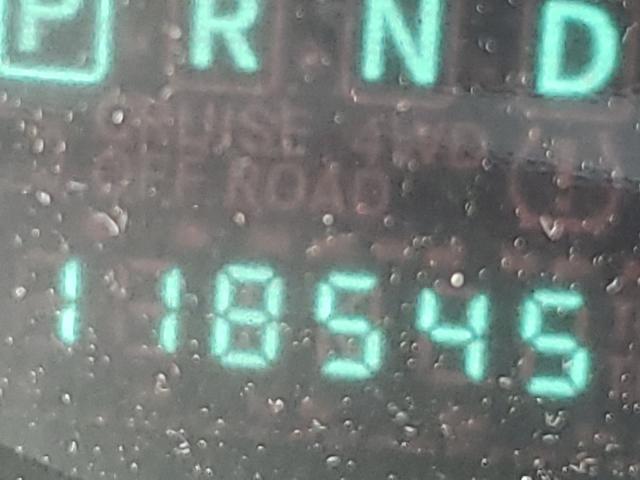 P R N D
CRUISE 4WD
OFF ROAD
118545